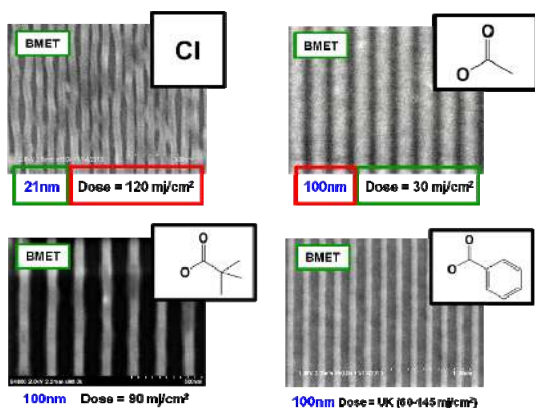 BMET
Cl
21nm Dose = 120 mj/cm²
BMET
O
O
100nm Dose = 30 mj/cm²
BMET
O
O
100nm Dose = 90 mj/cm²
500nm
BMET
O
O
100nm Dose = UK (60-145 mj/cm²)